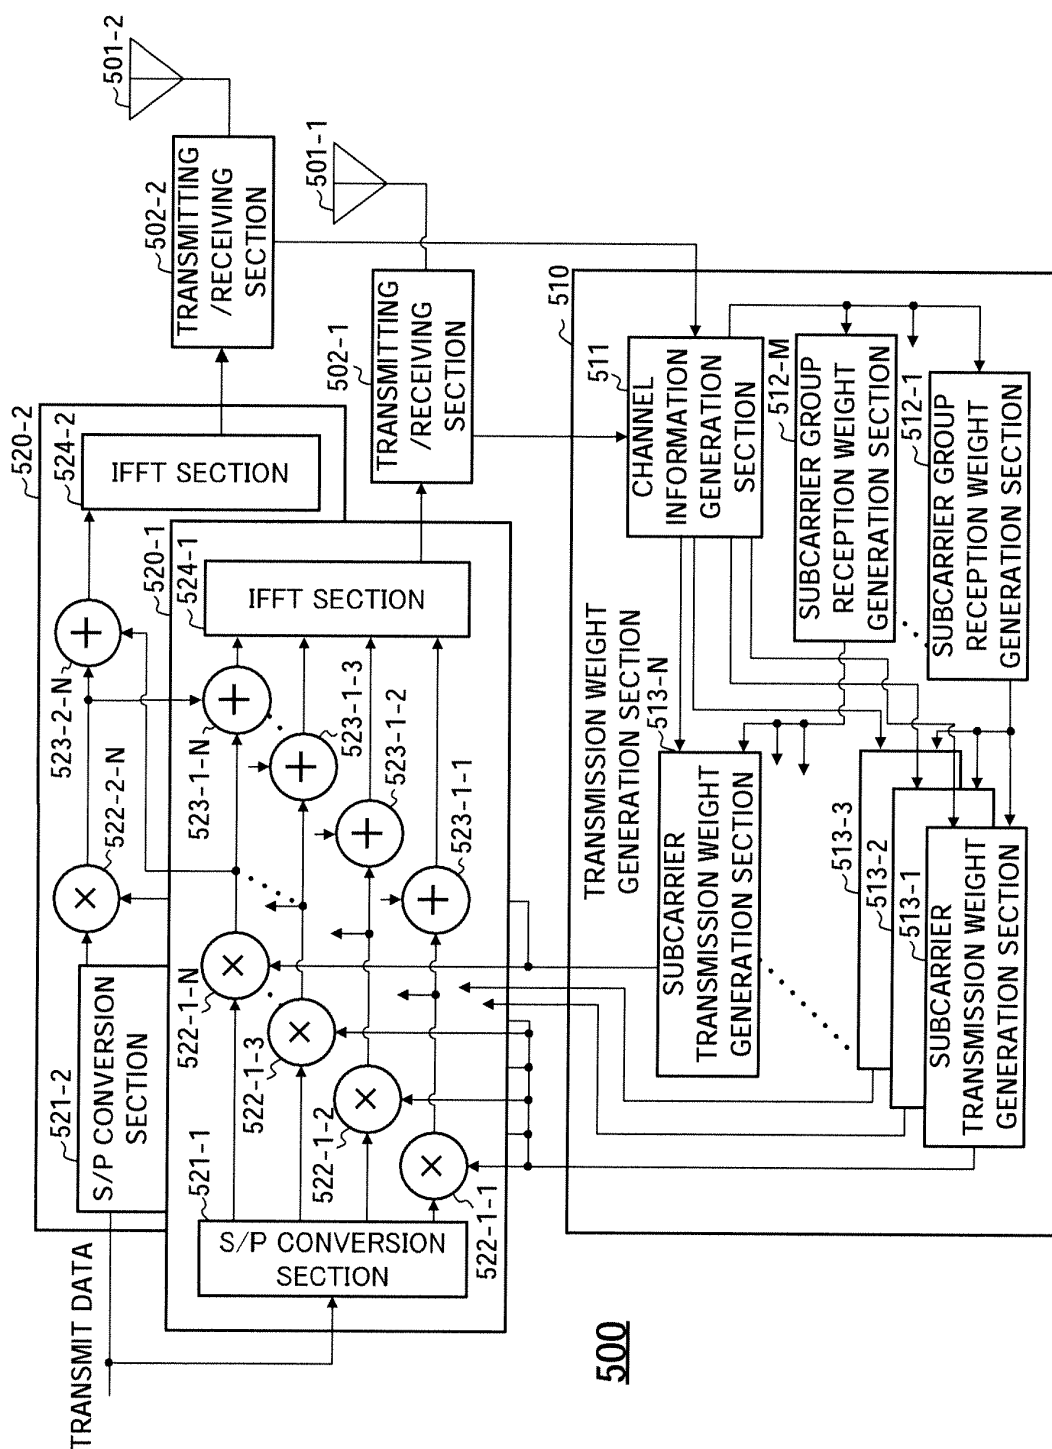 TRANSMIT DATA
520-2
521-2
S/P CONVERSION
SECTION
522-2-N
523-2-N
524-2
IFFT SECTION
502-2
TRANSMITTING
/RECEIVING
SECTION
501-2
520-1
521-1
S/P CONVERSION
SECTION
522-1-N
522-1-3
522-1-2
522-1-1
523-1-N
523-1-3
523-1-2
523-1-1
524-1
IFFT SECTION
502-1
TRANSMITTING
/RECEIVING
SECTION
501-1
500
510
TRANSMISSION WEIGHT
GENERATION SECTION
511
CHANNEL
INFORMATION
GENERATION
SECTION
512-M
SUBCARRIER GROUP
RECEPTION WEIGHT
GENERATION SECTION
512-1
SUBCARRIER GROUP
RECEPTION WEIGHT
GENERATION SECTION
513-N
SUBCARRIER
TRANSMISSION WEIGHT
GENERATION SECTION
513-3
513-2
513-1
SUBCARRIER
TRANSMISSION WEIGHT
GENERATION SECTION